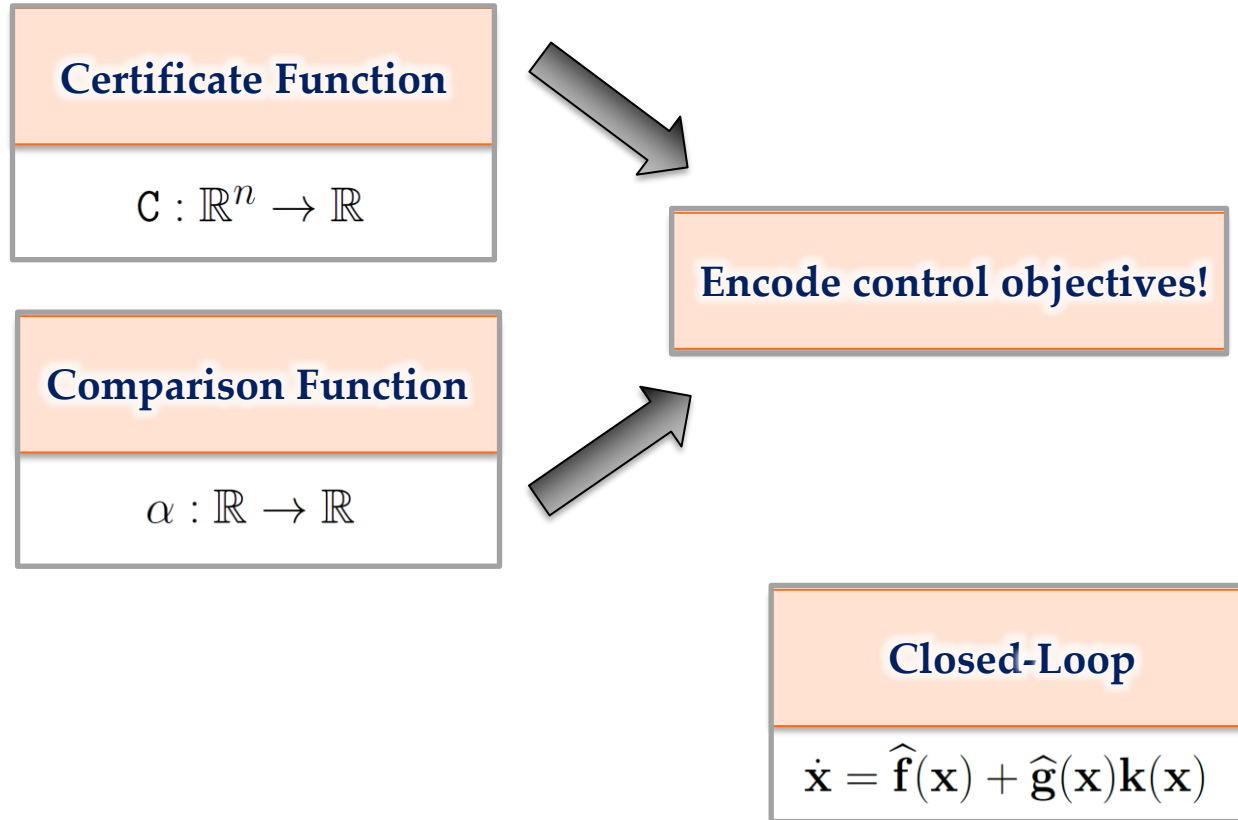 Certificate Function
C : ℝⁿ → ℝ
Encode control objectives!
Comparison Function
α : ℝ → ℝ
Closed-Loop
ẋ = f̂(x) + ĝ(x)k(x)